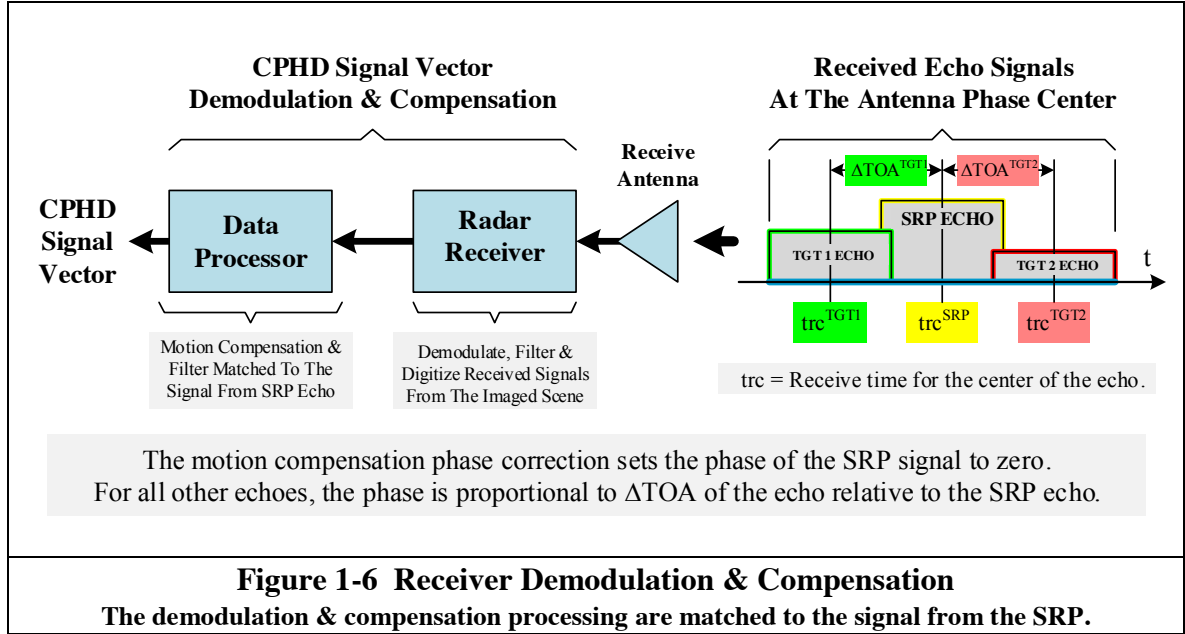 CPHD Signal Vector
Demodulation & Compensation
Received Echo Signals
At The Antenna Phase Center
Receive
Antenna
ΔTOA^TGT1
ΔTOA^TGT2
CPHD
Signal
Vector
Data
Processor
Radar
Receiver
SRP ECHO
TGT 1 ECHO
TGT 2 ECHO
t
trc^TGT1
trc^SRP
trc^TGT2
Motion Compensation &
Filter Matched To The
Signal From SRP Echo
Demodulate, Filter &
Digitize Received Signals
From The Imaged Scene
trc = Receive time for the center of the echo.
The motion compensation phase correction sets the phase of the SRP signal to zero.
For all other echoes, the phase is proportional to ΔTOA of the echo relative to the SRP echo.
Figure 1-6 Receiver Demodulation & Compensation
The demodulation & compensation processing are matched to the signal from the SRP.